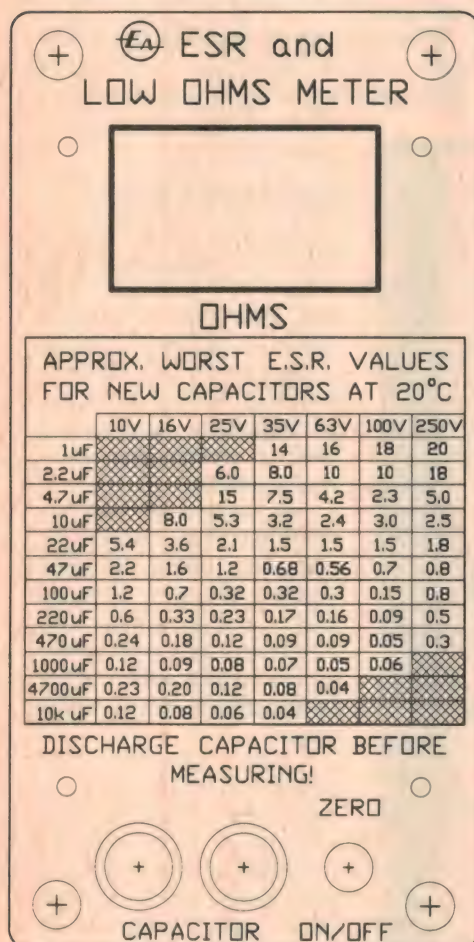 EA ESR and
LOW OHMS METER
OHMS
APPROX. WORST E.S.R. VALUES
FOR NEW CAPACITORS AT 20°C
10V 16V 25V 35V 63V 100V 250V
1uF 14 16 18 20
2.2uF 6.0 8.0 10 10 18
4.7uF 15 7.5 4.2 2.3 5.0
10uF 8.0 5.3 3.2 2.4 3.0 2.5
22uF 5.4 3.6 2.1 1.5 1.5 1.5 1.8
47uF 2.2 1.6 1.2 0.68 0.56 0.7 0.8
100uF 1.2 0.7 0.32 0.32 0.3 0.15 0.8
220uF 0.6 0.33 0.23 0.17 0.16 0.09 0.5
470uF 0.24 0.18 0.12 0.09 0.09 0.05 0.3
1000uF 0.12 0.09 0.08 0.07 0.05 0.06
4700uF 0.23 0.20 0.12 0.08 0.04
10k uF 0.12 0.08 0.06 0.04
DISCHARGE CAPACITOR BEFORE
MEASURING!
ZERO
CAPACITOR ON/OFF